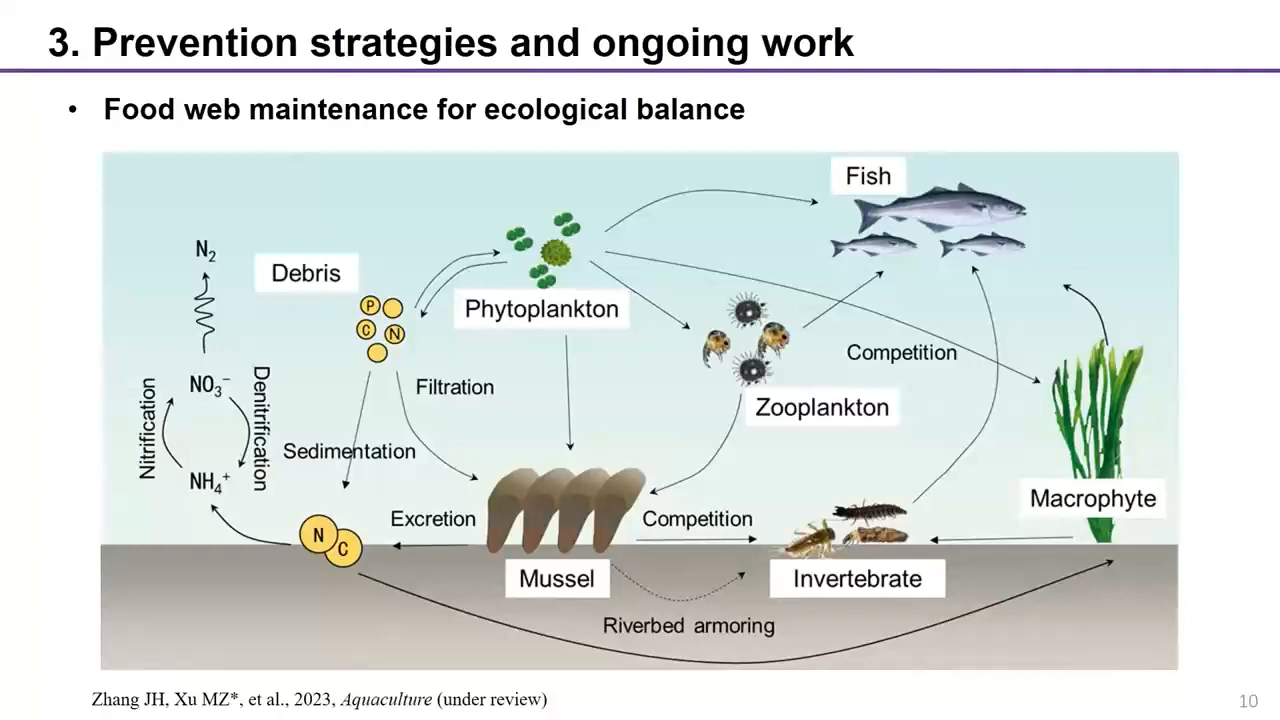 3. Prevention strategies and ongoing work
• Food web maintenance for ecological balance
Fish
N₂
Debris
Phytoplankton
P
C
N
Competition
Filtration
NO₃⁻
Nitrification
Denitrification
Zooplankton
Sedimentation
NH₄⁺
Macrophyte
Excretion
Competition
N
C
Mussel
Invertebrate
Riverbed armoring
Zhang JH, Xu MZ*, et al., 2023, Aquaculture (under review)
10